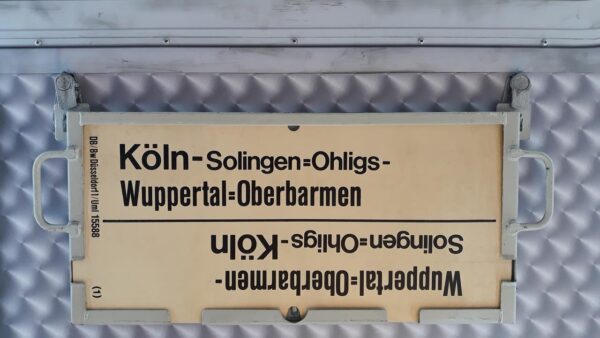 Köln-Solingen=Ohligs-
Wuppertal=Oberbarmen
Wuppertal=Oberbarmen-
Solingen=Ohligs-Köln
DB/Bw Düsseldorf 1/Uml 15588
(1)